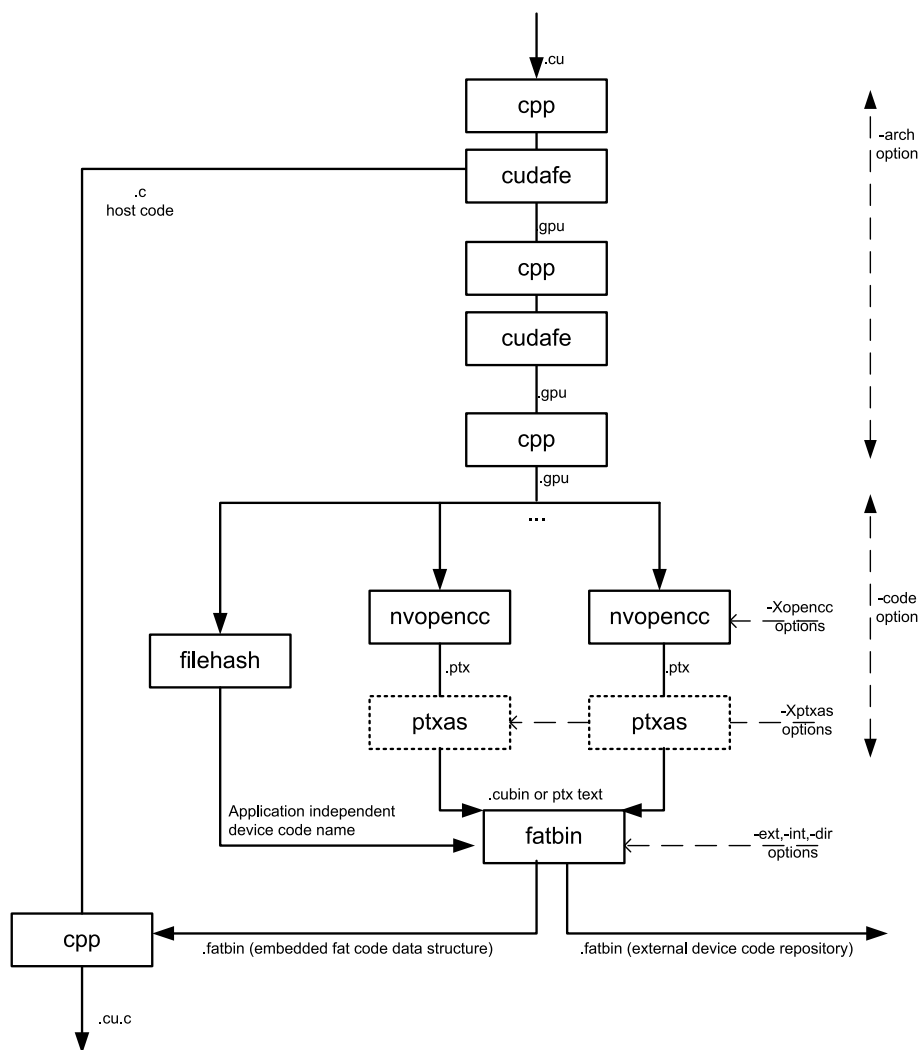 .cu
cpp
-arch
option
cudafe
.c
host code
.gpu
cpp
cudafe
.gpu
cpp
.gpu
...
nvopencc
nvopencc
-Xopencc
options
-code
option
filehash
.ptx
.ptx
ptxas
ptxas
-Xptxas
options
.cubin or ptx text
Application independent
device code name
fatbin
-ext,-int,-dir
options
cpp
.fatbin (embedded fat code data structure)
.fatbin (external device code repository)
.cu.c